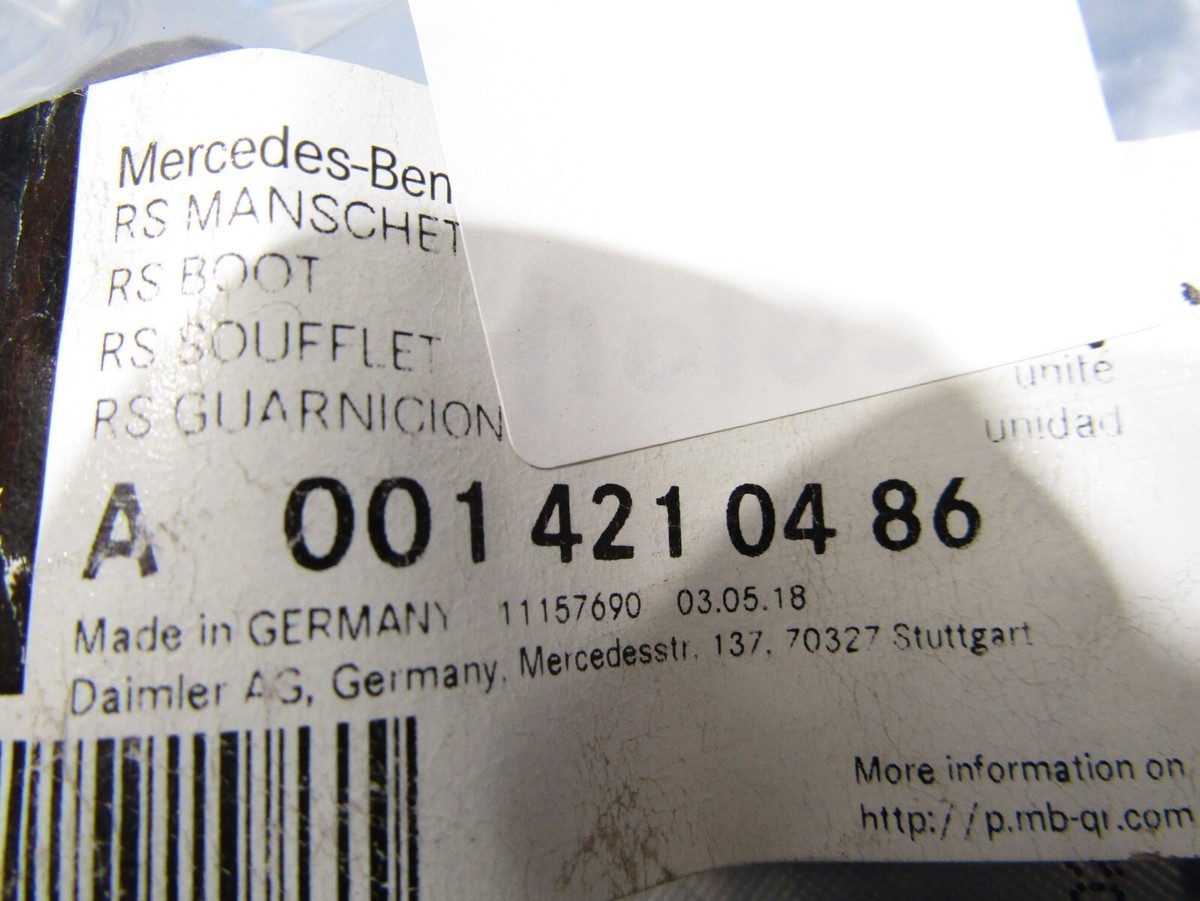 Mercedes-Ben
RS MANSCHET
RS BOOT
RS SOUFFLET
RS GUARNICION
unité
unidad
A 001 421 04 86
Made in GERMANY 11157690 03.05.18
Daimler AG, Germany, Mercedesstr. 137, 70327 Stuttgart
More information on
http://p.mb-qr.com